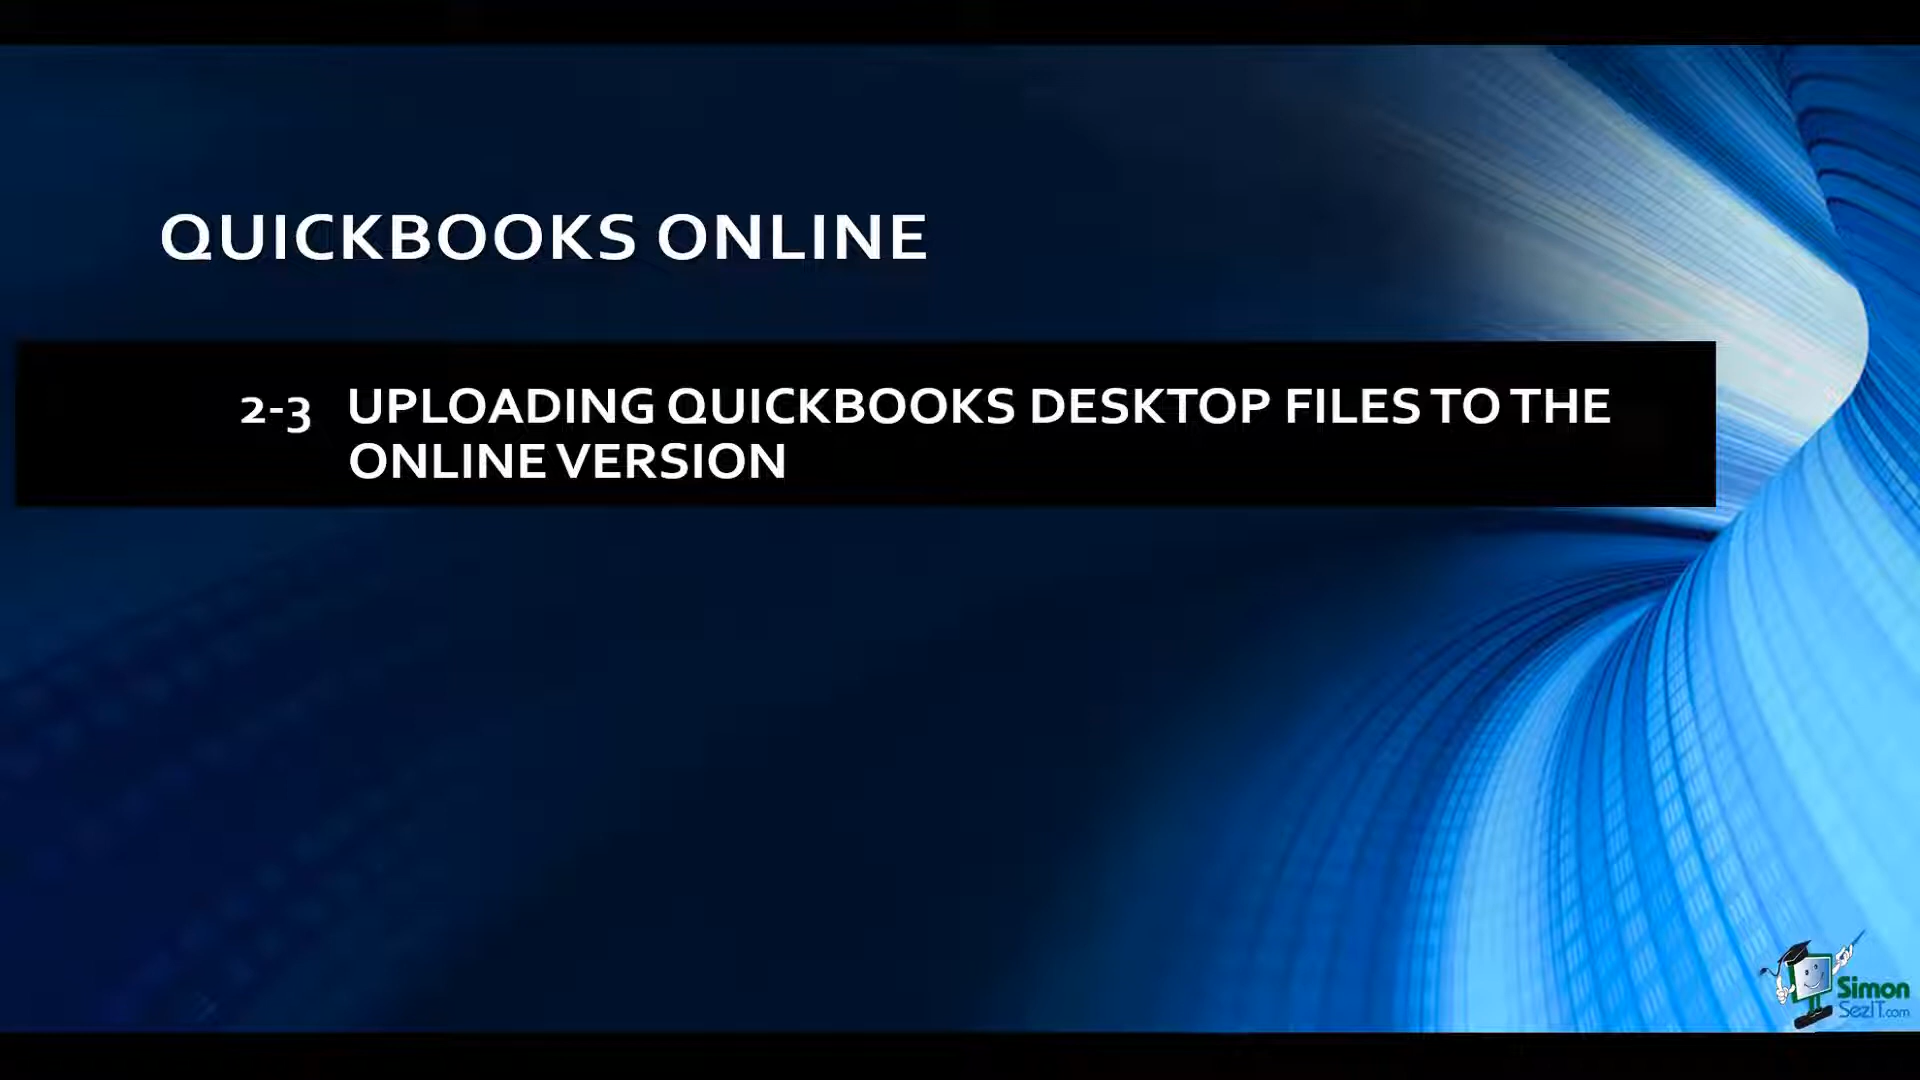 QUICKBOOKS ONLINE
2-3 UPLOADING QUICKBOOKS DESKTOP FILES TO THE
ONLINE VERSION
Simon
SezIT.com